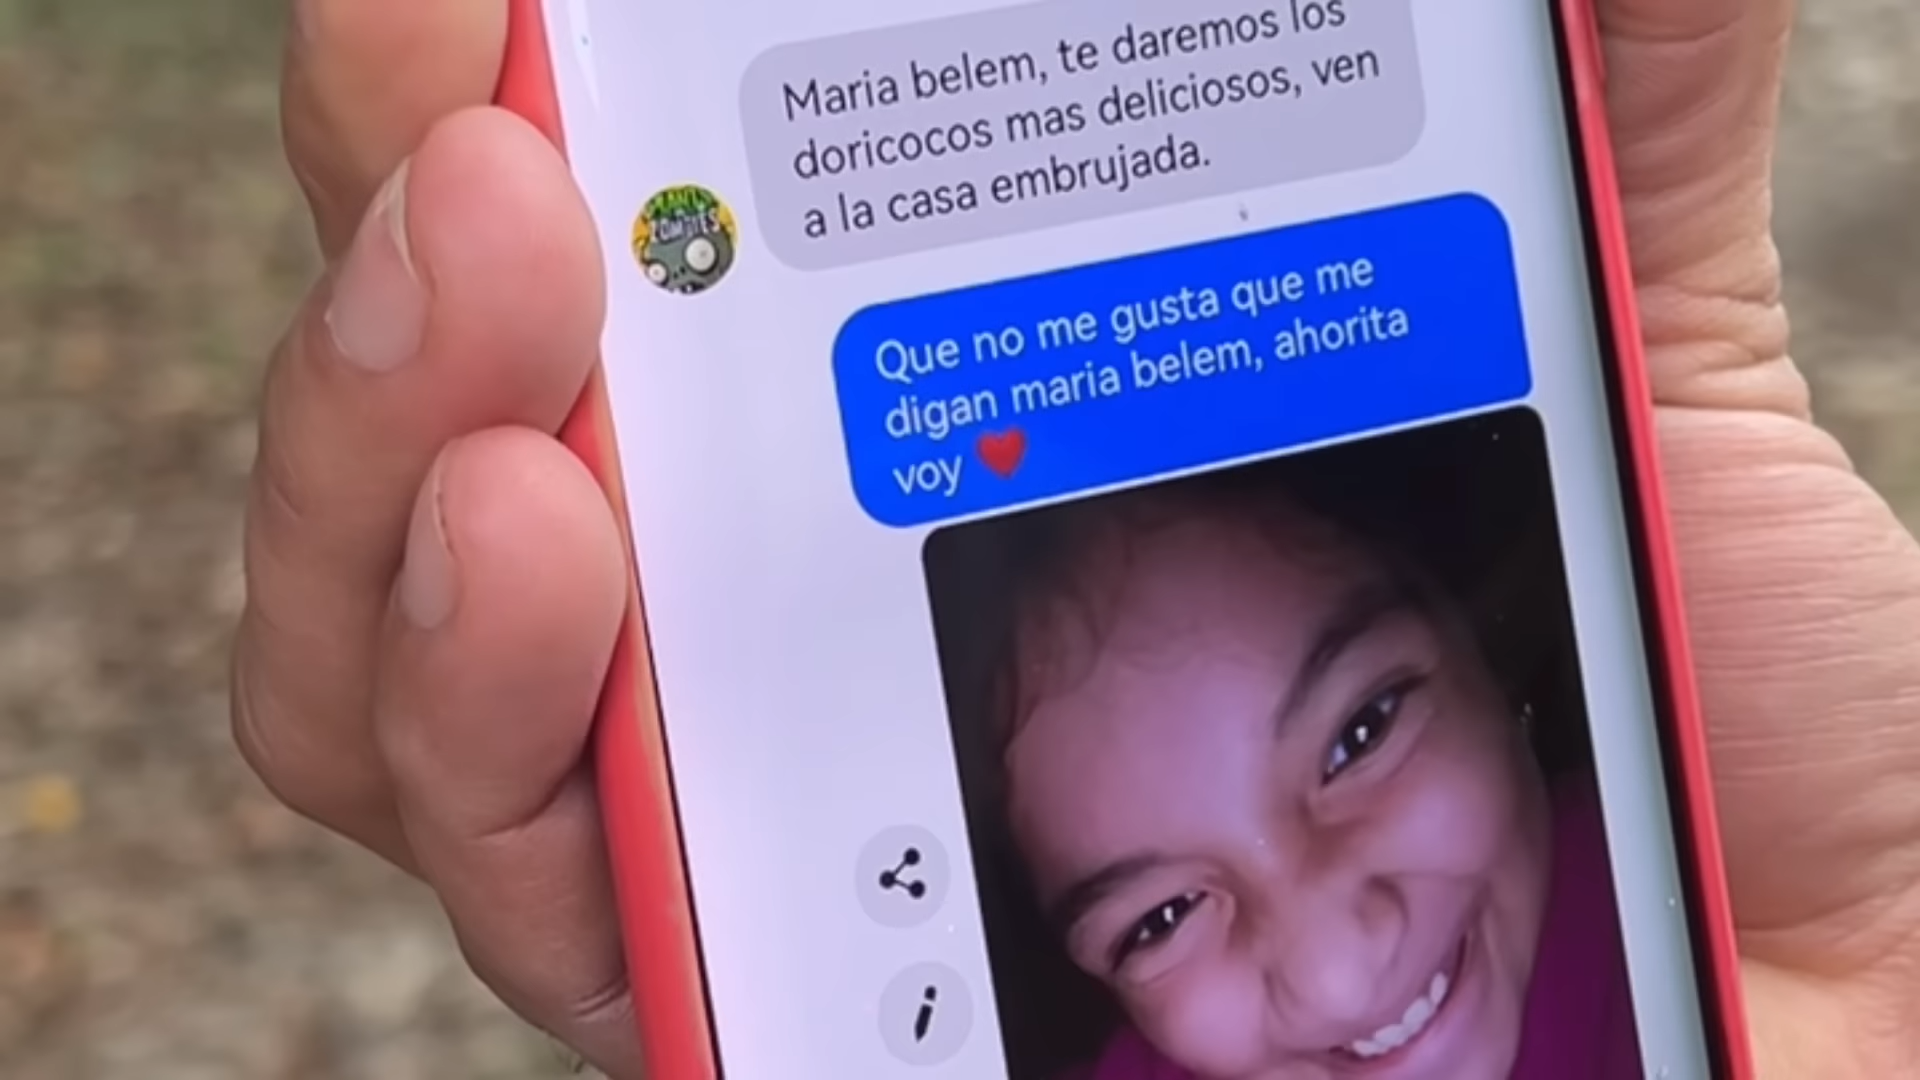 Maria belem, te daremos los
doricocos mas deliciosos, ven
a la casa embrujada.
ZOMBIES
Que no me gusta que me
digan maria belem, ahorita
voy ❤️